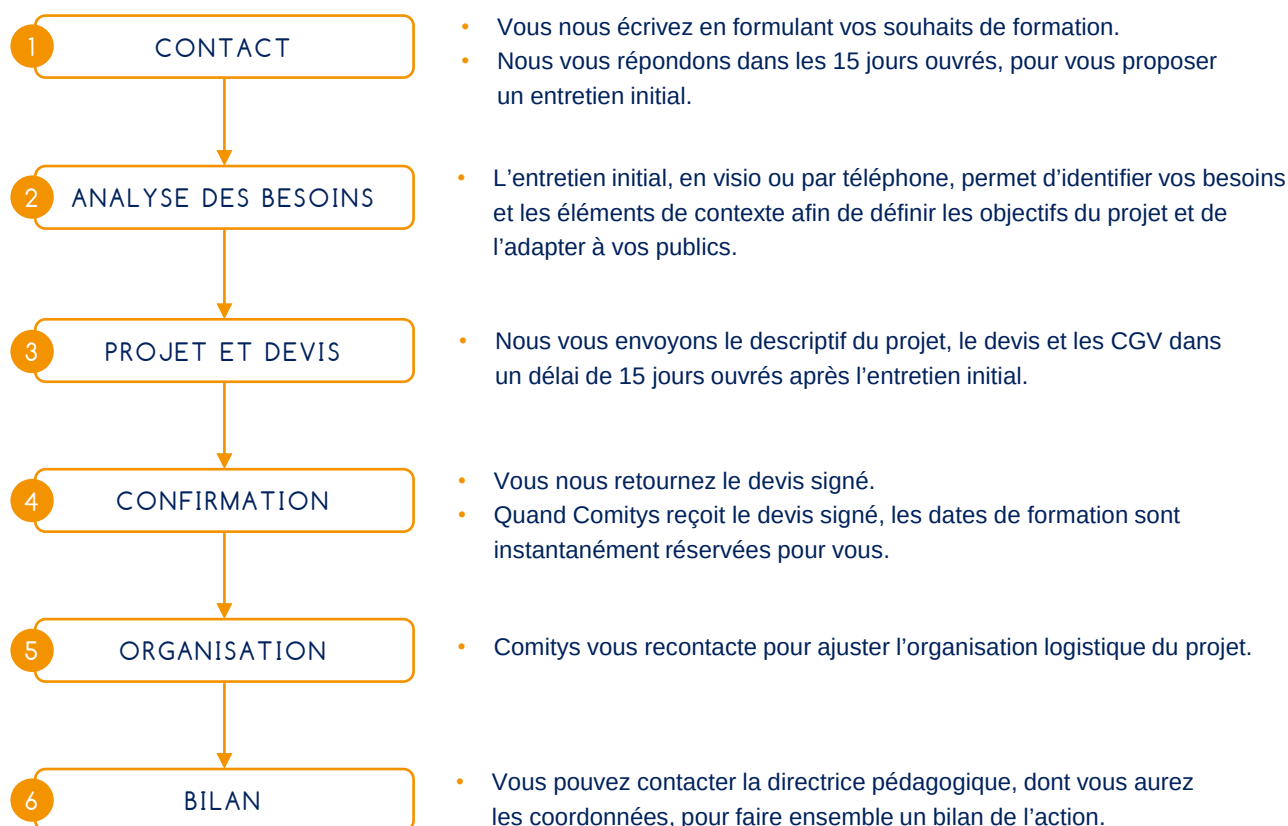 1
CONTACT
• Vous nous écrivez en formulant vos souhaits de formation.
• Nous vous répondons dans les 15 jours ouvrés, pour vous proposer
un entretien initial.
2
ANALYSE DES BESOINS
• L’entretien initial, en visio ou par téléphone, permet d’identifier vos besoins
et les éléments de contexte afin de définir les objectifs du projet et de
l’adapter à vos publics.
3
PROJET ET DEVIS
• Nous vous envoyons le descriptif du projet, le devis et les CGV dans
un délai de 15 jours ouvrés après l’entretien initial.
4
CONFIRMATION
• Vous nous retournez le devis signé.
• Quand Comitys reçoit le devis signé, les dates de formation sont
instantanément réservées pour vous.
5
ORGANISATION
• Comitys vous recontacte pour ajuster l’organisation logistique du projet.
6
BILAN
• Vous pouvez contacter la directrice pédagogique, dont vous aurez
les coordonnées, pour faire ensemble un bilan de l’action.